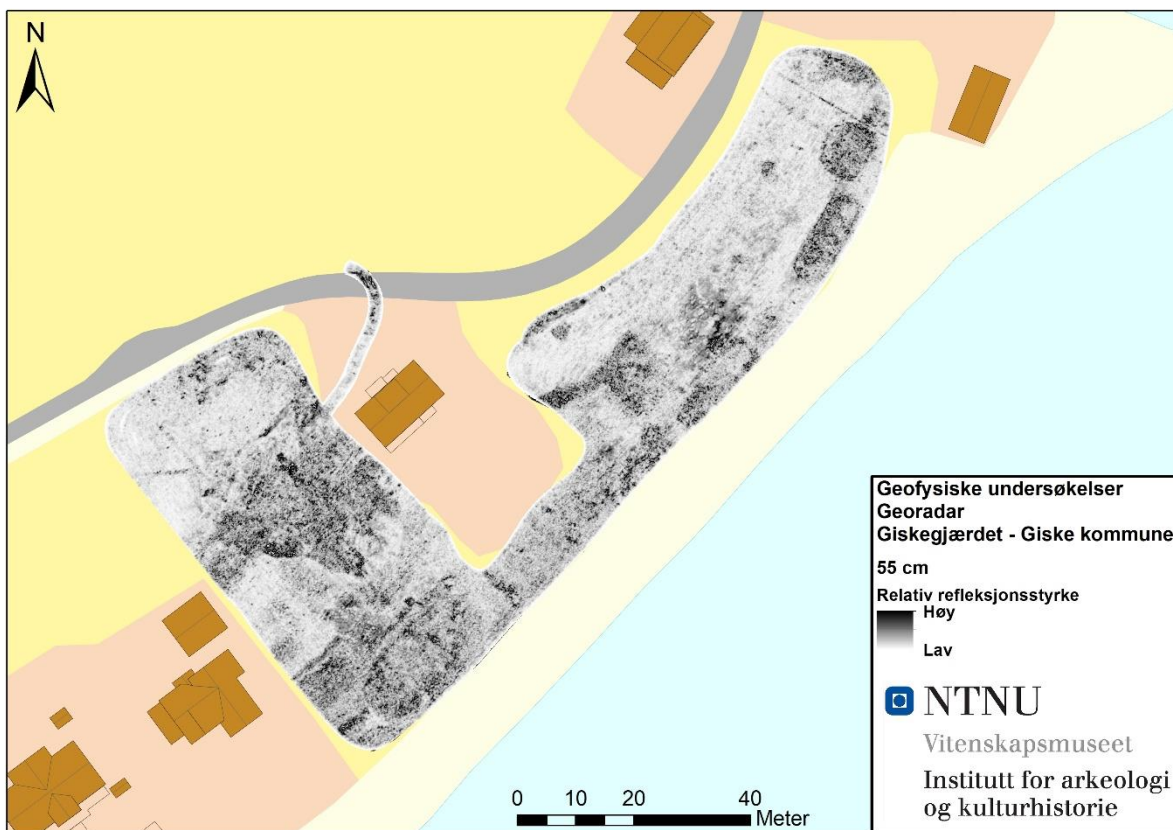 N
Geofysiske undersøkelser
Georadar
Giskegjærdet - Giske kommune
55 cm
Relativ refleksjonsstyrke
Høy
Lav
NTNU
Vitenskapsmuseet
Institutt for arkeologi
og kulturhistorie
0 10 20 40
Meter